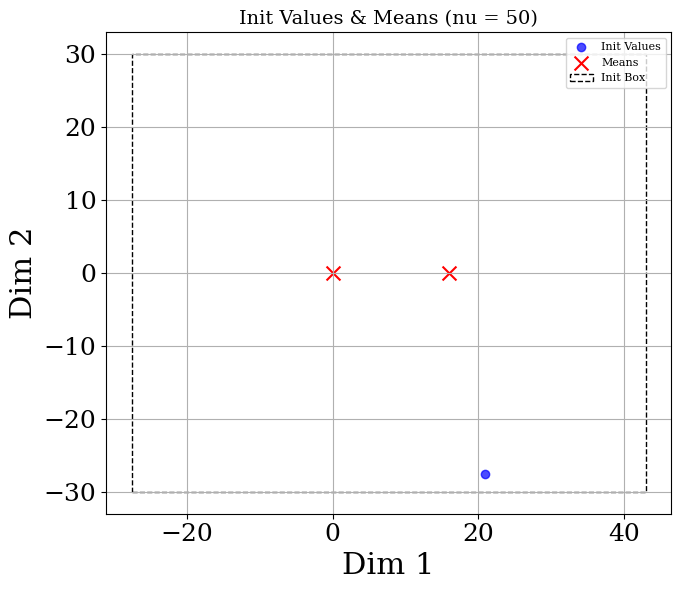 Init Values & Means (nu = 50)
Init Values
Means
Init Box
30
20
10
0
−10
−20
−30
Dim 2
−20
0
20
40
Dim 1